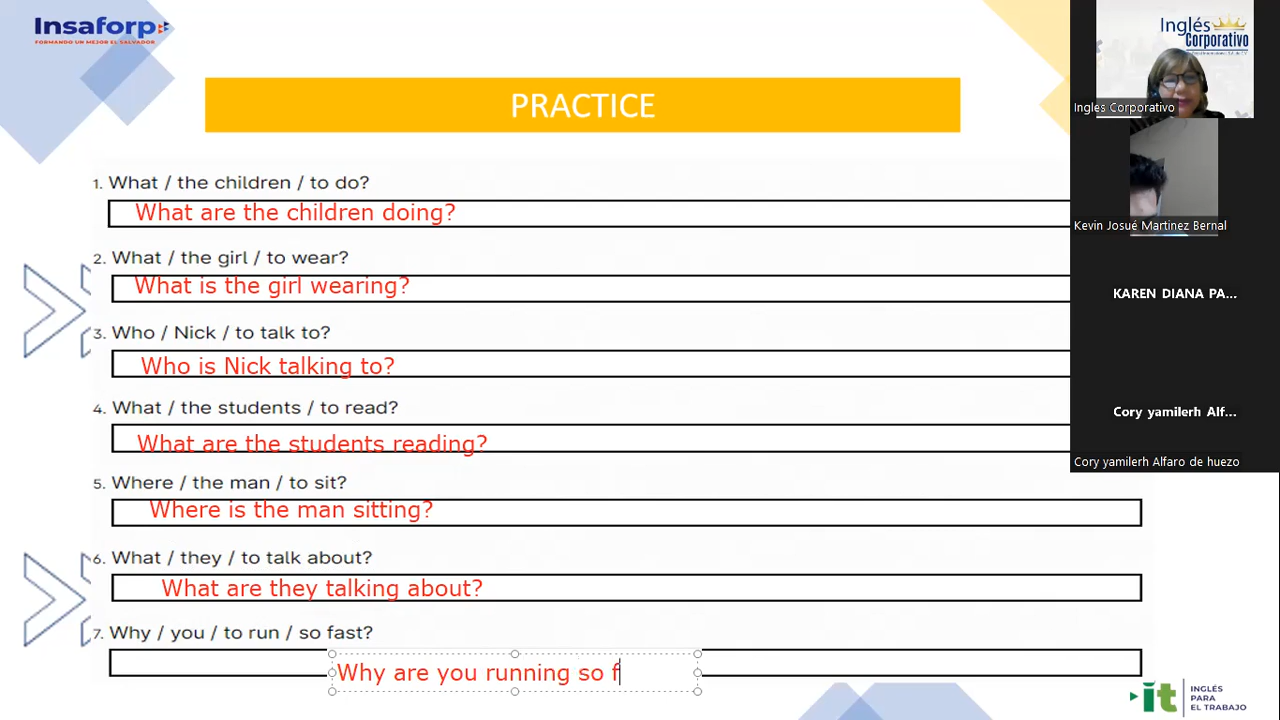 Insaforp
FORMANDO UN MEJOR EL SALVADOR
PRACTICE
1. What / the children / to do?
What are the children doing?
2. What / the girl / to wear?
What is the girl wearing?
3. Who / Nick / to talk to?
Who is Nick talking to?
4. What / the students / to read?
What are the students reading?
5. Where / the man / to sit?
Where is the man sitting?
6. What / they / to talk about?
What are they talking about?
7. Why / you / to run / so fast?
Why are you running so f
Inglés
Corporativo
Ingles Corporativo
Kevin Josué Martinez Bernal
KAREN DIANA PA...
Cory yamilerh Alf...
Cory yamilerh Alfaro de huezo
it
INGLÉS
PARA
EL TRABAJO